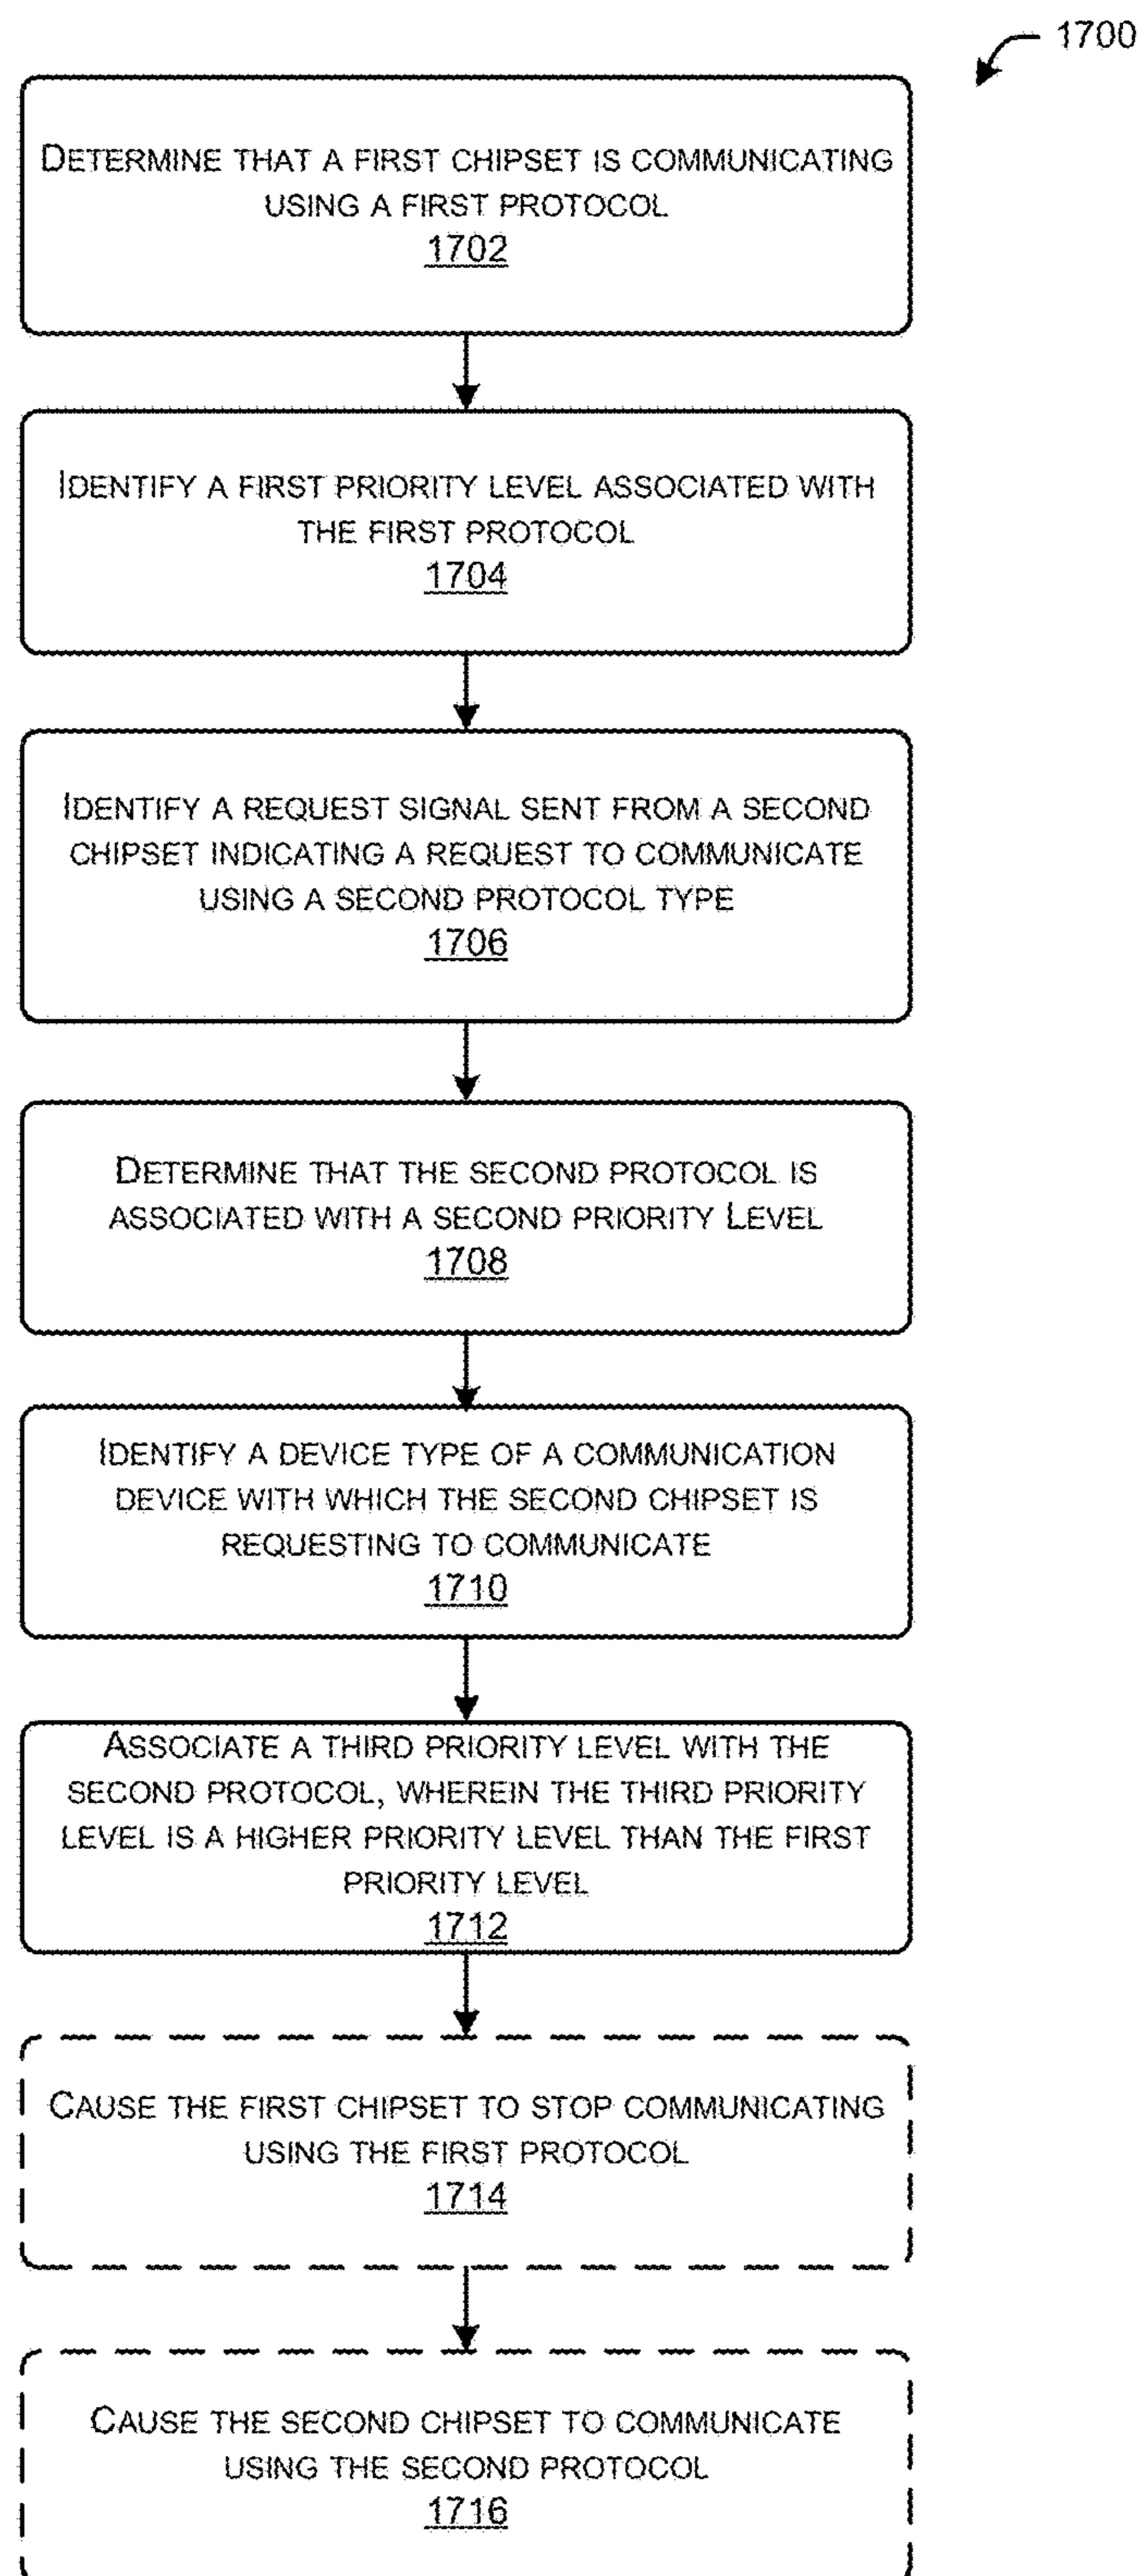 1700
DETERMINE THAT A FIRST CHIPSET IS COMMUNICATING
USING A FIRST PROTOCOL
1702
IDENTIFY A FIRST PRIORITY LEVEL ASSOCIATED WITH
THE FIRST PROTOCOL
1704
IDENTIFY A REQUEST SIGNAL SENT FROM A SECOND
CHIPSET INDICATING A REQUEST TO COMMUNICATE
USING A SECOND PROTOCOL TYPE
1706
DETERMINE THAT THE SECOND PROTOCOL IS
ASSOCIATED WITH A SECOND PRIORITY LEVEL
1708
IDENTIFY A DEVICE TYPE OF A COMMUNICATION
DEVICE WITH WHICH THE SECOND CHIPSET IS
REQUESTING TO COMMUNICATE
1710
ASSOCIATE A THIRD PRIORITY LEVEL WITH THE
SECOND PROTOCOL, WHEREIN THE THIRD PRIORITY
LEVEL IS A HIGHER PRIORITY LEVEL THAN THE FIRST
PRIORITY LEVEL
1712
CAUSE THE FIRST CHIPSET TO STOP COMMUNICATING
USING THE FIRST PROTOCOL
1714
CAUSE THE SECOND CHIPSET TO COMMUNICATE
USING THE SECOND PROTOCOL
1716